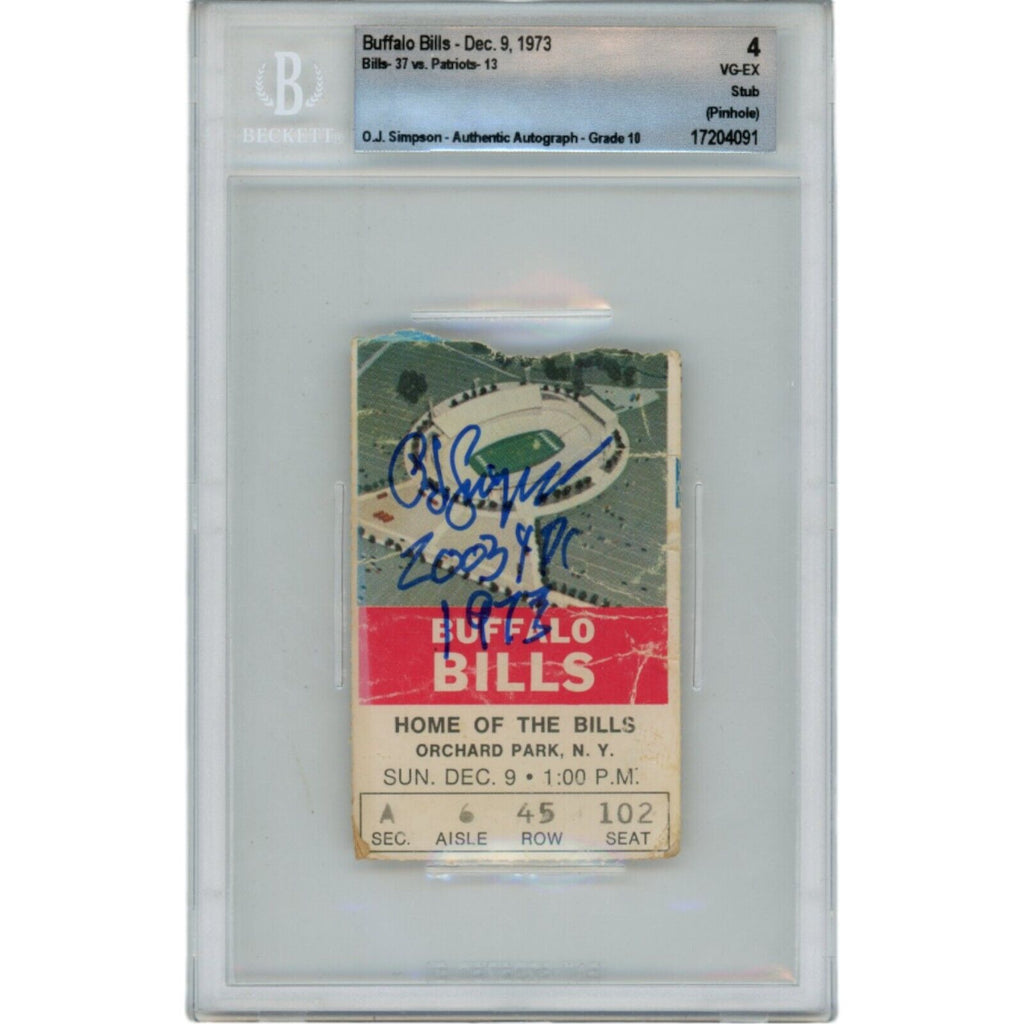 Buffalo Bills - Dec. 9, 1973
Bills- 37 vs. Patriots- 13
O.J. Simpson - Authentic Autograph - Grade 10
4
VG-EX
Stub
(Pinhole)
17204091
B
BECKETT
OJ Simpson
2003 YDS
1973
BUFFALO
BILLS
HOME OF THE BILLS
ORCHARD PARK, N. Y.
SUN. DEC. 9 • 1:00 P.M.
A 6 45 102
SEC. AISLE ROW SEAT